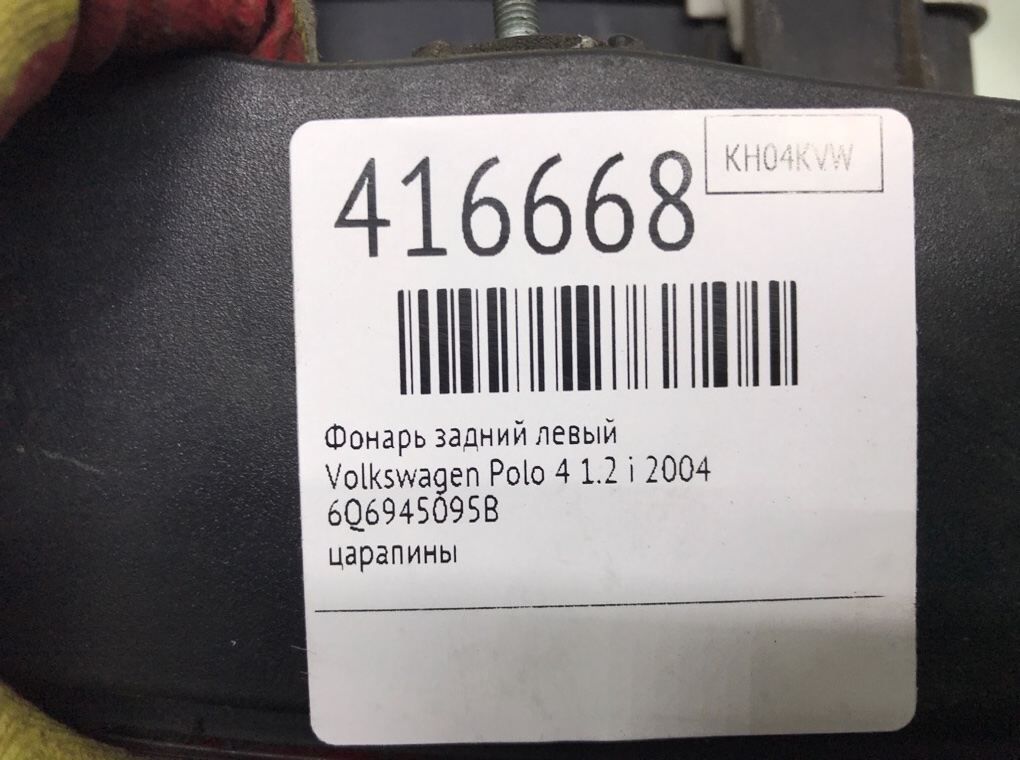 416668
KH04KVW
Фонарь задний левый
Volkswagen Polo 4 1.2 i 2004
6Q6945095B
царапины